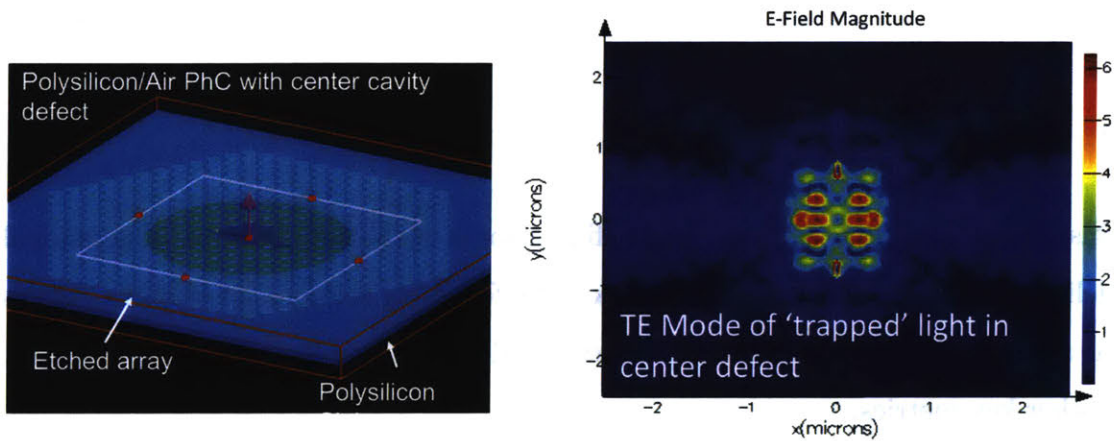 Polysilicon/Air PhC with center cavity
defect
Etched array
Polysilicon
E-Field Magnitude
y(microns)
2
1
0
-1
-2
TE Mode of 'trapped' light in
center defect
-2
-1
0
1
2
x(microns)
6
5
4
3
2
1